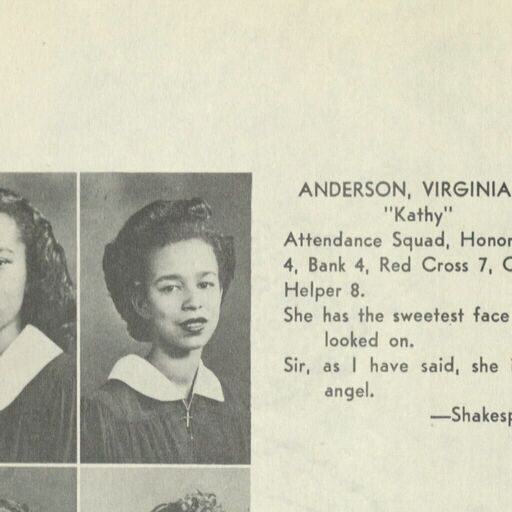 ANDERSON, VIRGINIA
"Kathy"
Attendance Squad, Honor
4, Bank 4, Red Cross 7,
Helper 8.
She has the sweetest face
looked on.
Sir, as I have said, she
angel.